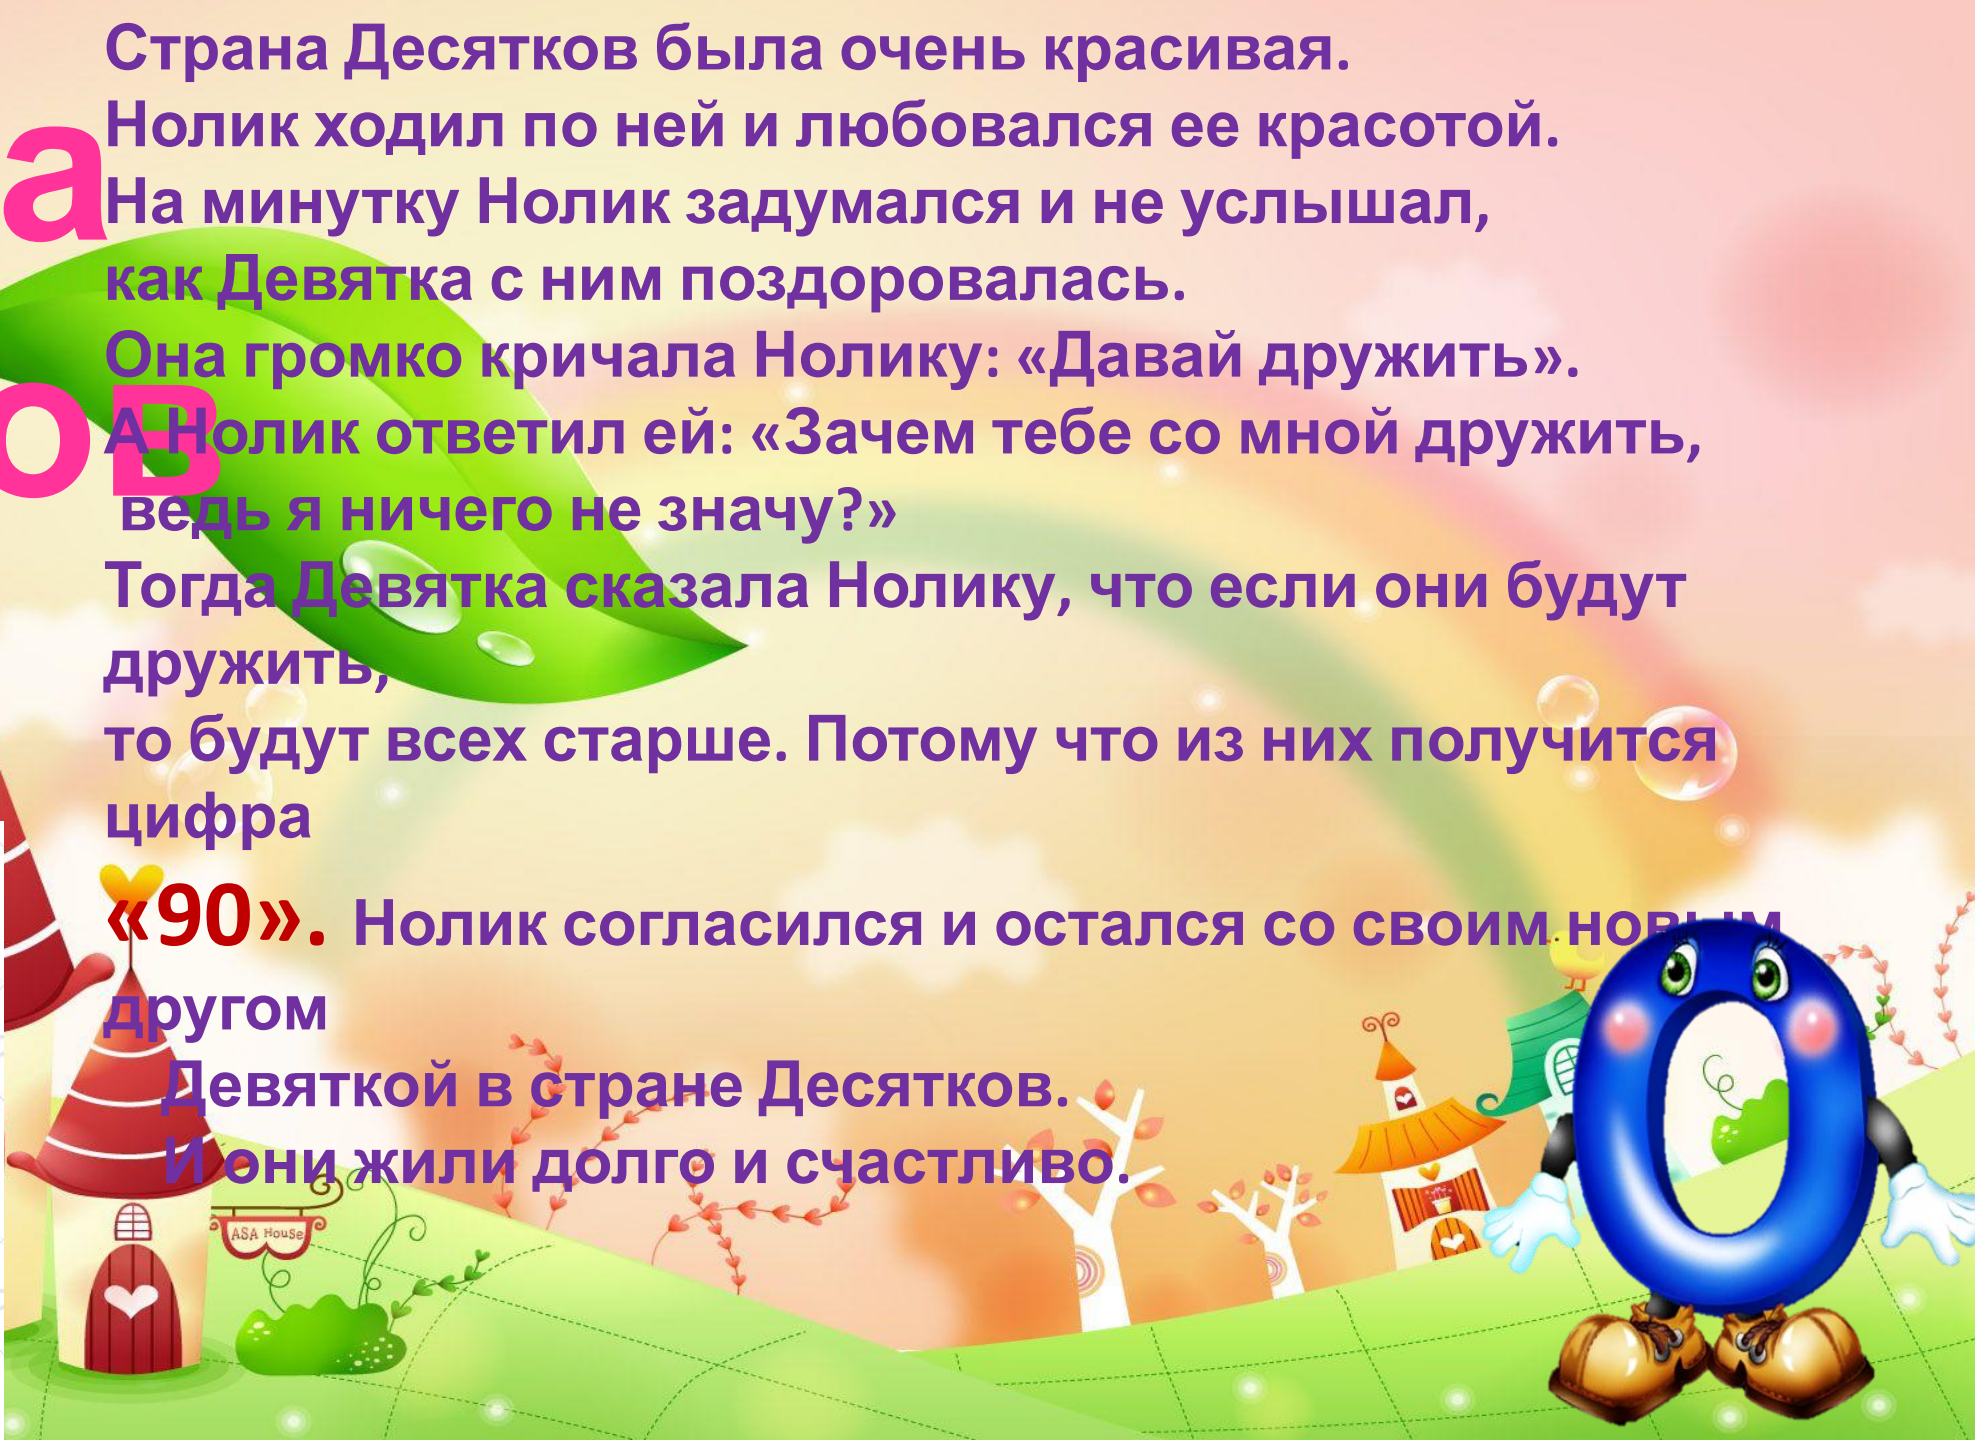 Страна Десятков была очень красивая.
Нолик ходил по ней и любовался ее красотой.
а
На минутку Нолик задумался и не услышал,
как Девятка с ним поздоровалась.
Она громко кричала Нолику: «Давай дружить».
ов
А Нолик ответил ей: «Зачем тебе со мной дружить,
ведь я ничего не значу?»
Тогда Девятка сказала Нолику, что если они будут
дружить,
то будут всех старше. Потому что из них получится
цифра
«90». Нолик согласился и остался со своим новым
другом
Девяткой в стране Десятков.
И они жили долго и счастливо.
ASA House